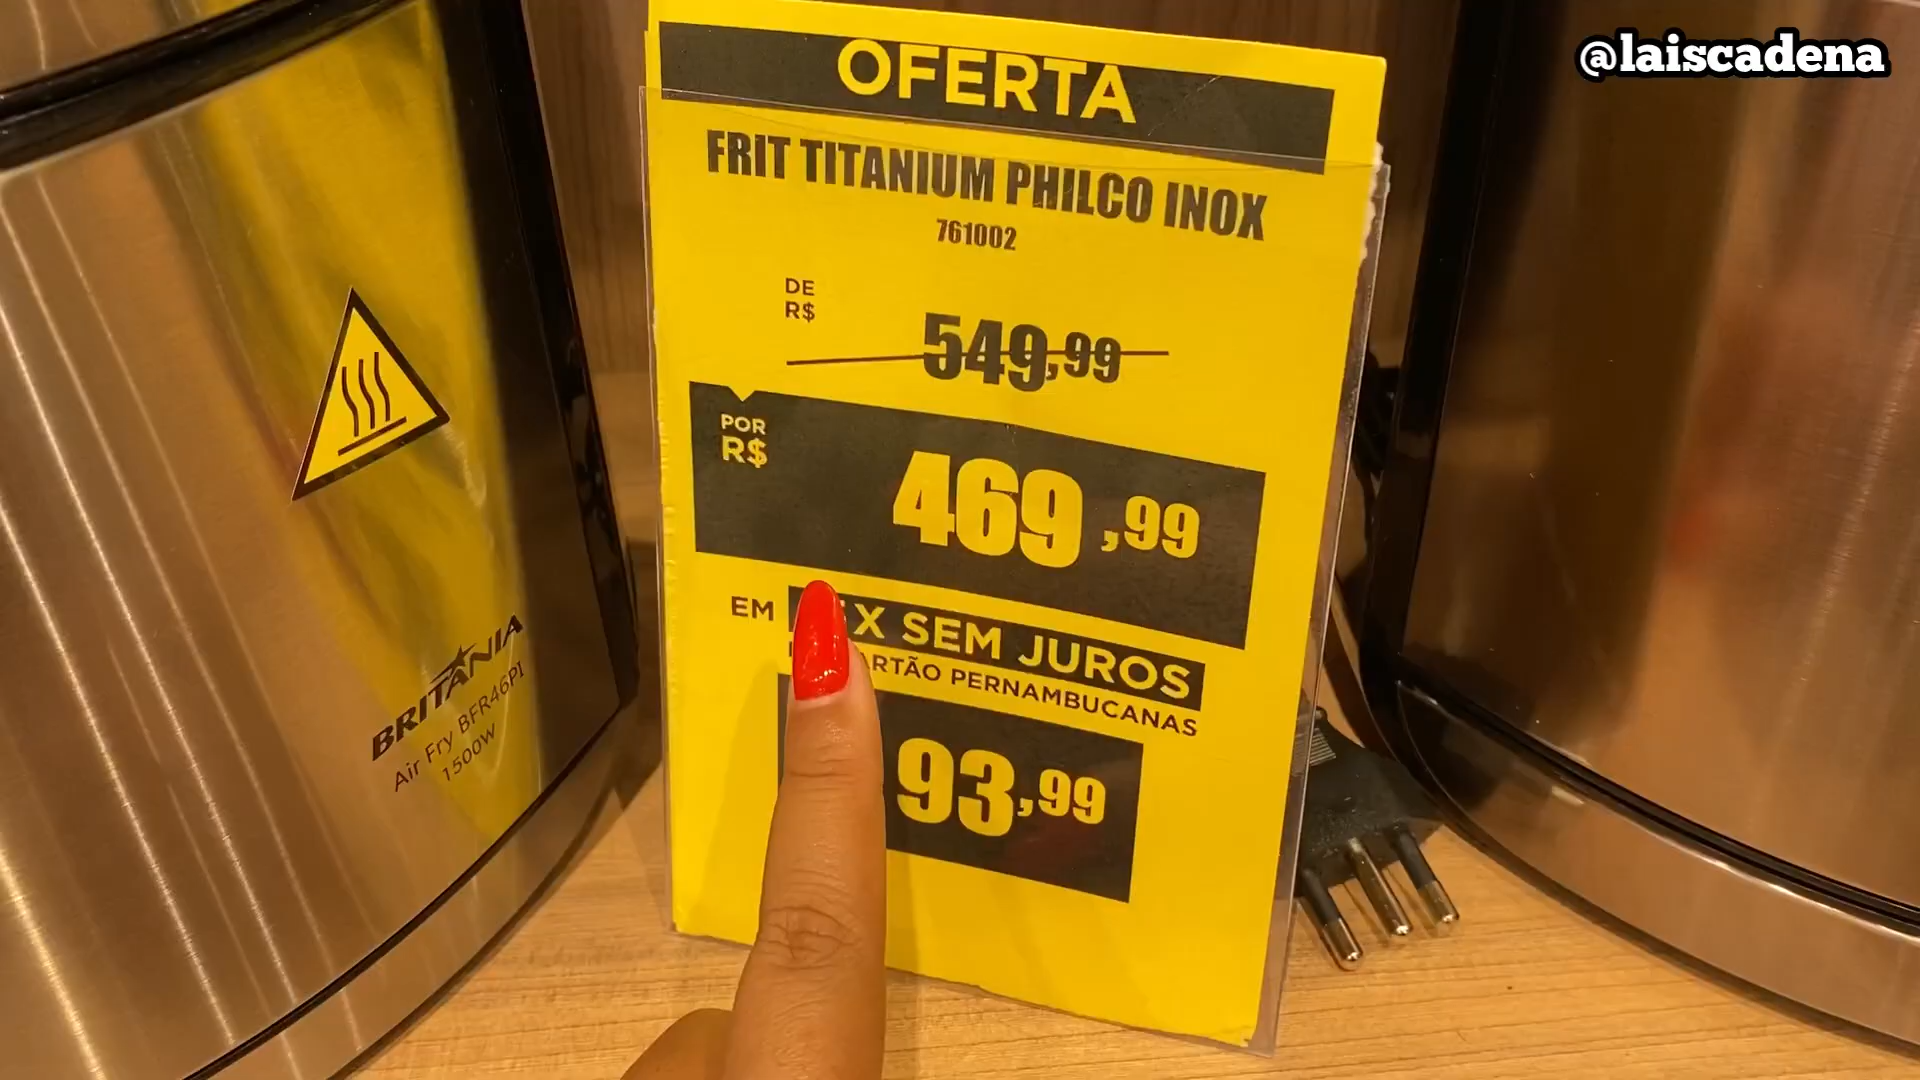 @laiscadena
OFERTA
FRIT TITANIUM PHILCO INOX
761002
DE
R$
549,99
POR
R$
469,99
EM X SEM JUROS
PERNAMBUCANAS
93,99
BRITANIA
Air Fry BFR46PI
1500W